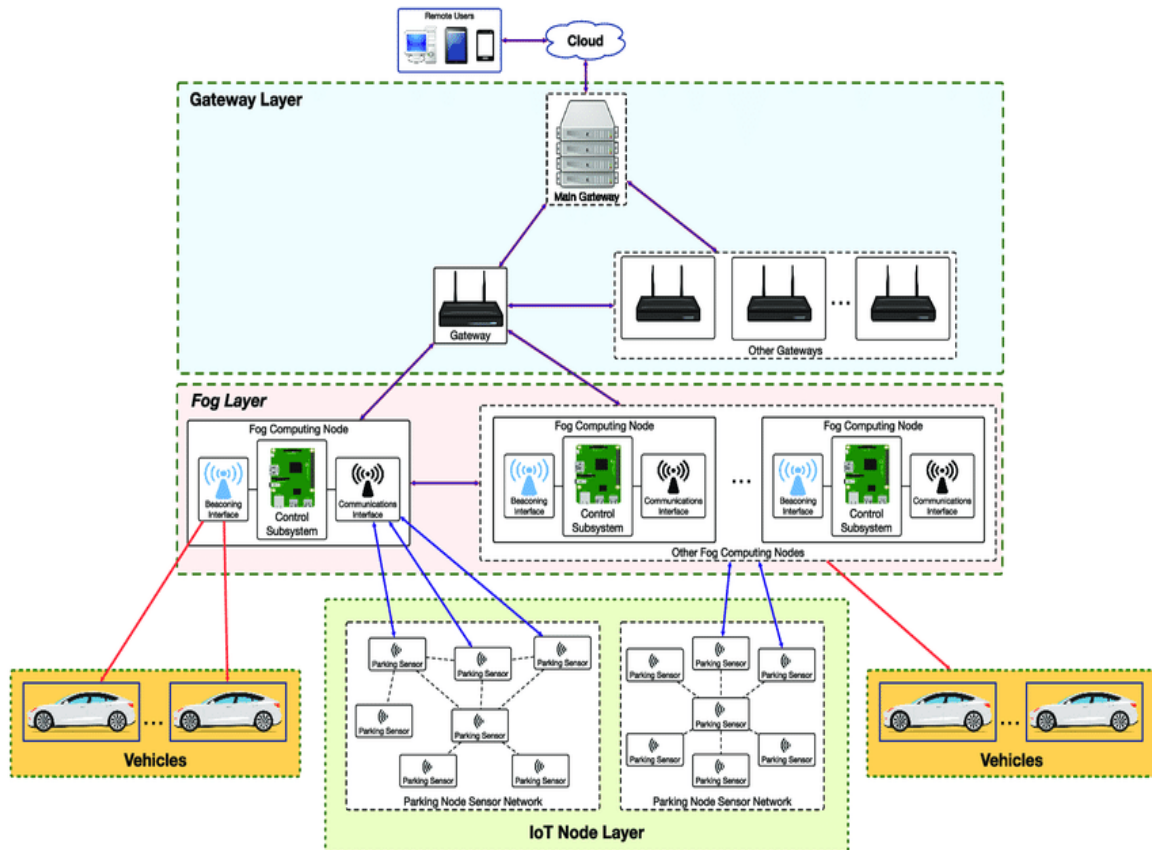 Remote Users
Cloud
Gateway Layer
Main Gateway
Gateway
...
Other Gateways
Fog Layer
Fog Computing Node
Beaconing
Interface
Control
Subsystem
Communications
Interface
Fog Computing Node
Beaconing
Interface
Control
Subsystem
Communications
Interface
...
Fog Computing Node
Beaconing
Interface
Control
Subsystem
Communications
Interface
Other Fog Computing Nodes
...
Vehicles
Parking Sensor
Parking Sensor
Parking Sensor
Parking Sensor
Parking Sensor
Parking Sensor
Parking Sensor
Parking Node Sensor Network
Parking Sensor
Parking Sensor
Parking Sensor
Parking Sensor
Parking Sensor
Parking Sensor
Parking Sensor
Parking Node Sensor Network
IoT Node Layer
...
Vehicles